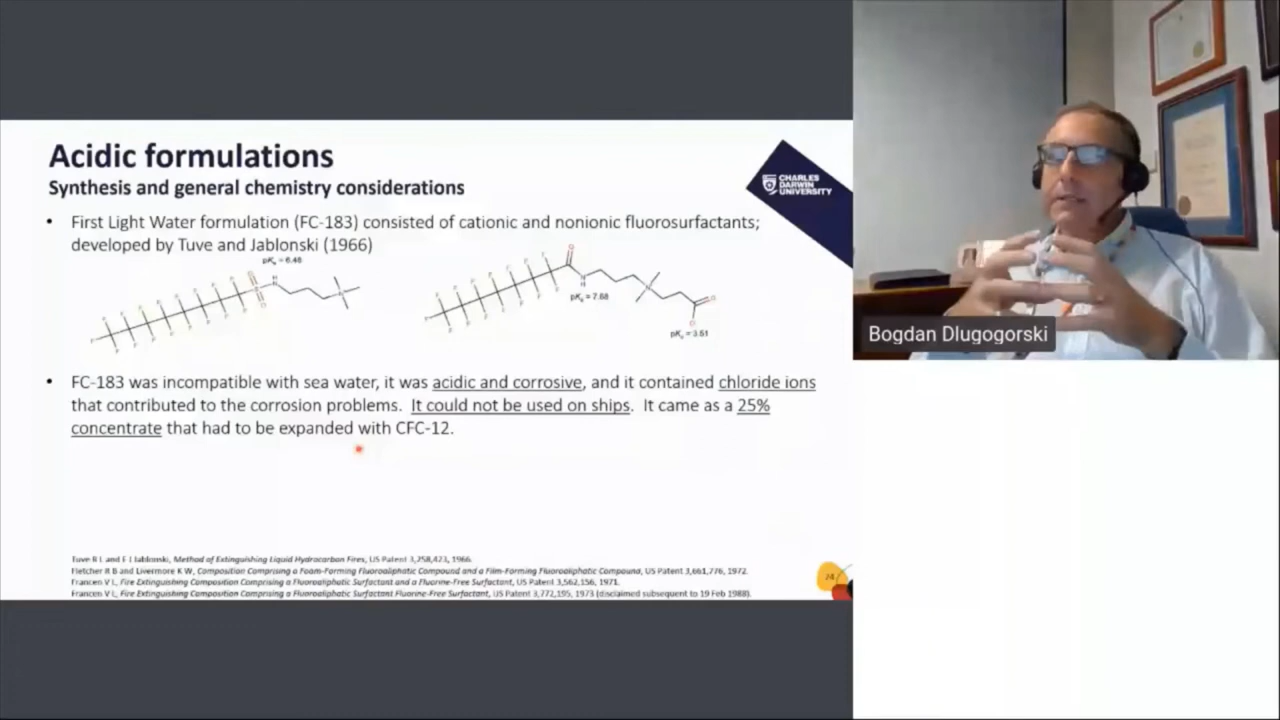 Acidic formulations
Synthesis and general chemistry considerations
CHARLES
DARWIN
UNIVERSITY
• First Light Water formulation (FC-183) consisted of cationic and nonionic fluorosurfactants;
developed by Tuve and Jablonski (1966)
pKa = 6.48
pKa = 7.68
pKa = 3.51
• FC-183 was incompatible with sea water, it was acidic and corrosive, and it contained chloride ions
that contributed to the corrosion problems. It could not be used on ships. It came as a 25%
concentrate that had to be expanded with CFC-12.
Tuve R L and E J Jablonski, Method of Extinguishing Liquid Hydrocarbon Fires, US Patent 3,258,423, 1966.
Fletcher R B and Livermore K W, Composition Comprising a Foam-Forming Fluoroaliphatic Compound and a Film-Forming Fluoroaliphatic Compound, US Patent 3,661,776, 1972.
Francen V L, Fire Extinguishing Composition Comprising a Fluoroaliphatic Surfactant and a Fluorine-Free Surfactant, US Patent 3,562,156, 1971.
Francen V L, Fire Extinguishing Composition Comprising a Fluoroaliphatic Surfactant Fluorine-Free Surfactant, US Patent 3,772,195, 1973 (disclaimed subsequent to 19 Feb 1988).
Bogdan Dlugogorski